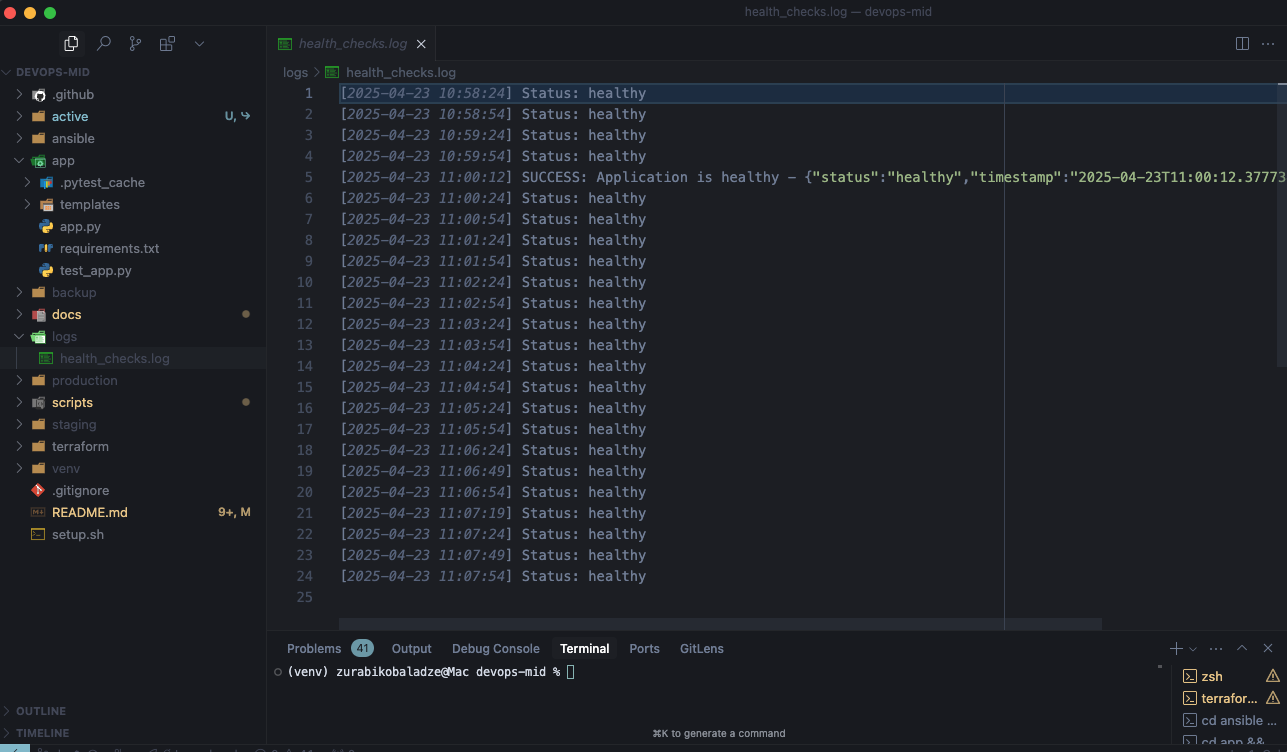 health_checks.log — devops-mid
health_checks.log
DEVOPS-MID
.github
active U,
ansible
app
.pytest_cache
templates
app.py
requirements.txt
test_app.py
backup
docs
logs
health_checks.log
production
scripts
staging
terraform
venv
.gitignore
README.md 9+, M
setup.sh
OUTLINE
TIMELINE
logs > health_checks.log
1 [2025-04-23 10:58:24] Status: healthy
2 [2025-04-23 10:58:54] Status: healthy
3 [2025-04-23 10:59:24] Status: healthy
4 [2025-04-23 10:59:54] Status: healthy
5 [2025-04-23 11:00:12] SUCCESS: Application is healthy - {"status":"healthy","timestamp":"2025-04-23T11:00:12.37773
6 [2025-04-23 11:00:24] Status: healthy
7 [2025-04-23 11:00:54] Status: healthy
8 [2025-04-23 11:01:24] Status: healthy
9 [2025-04-23 11:01:54] Status: healthy
10 [2025-04-23 11:02:24] Status: healthy
11 [2025-04-23 11:02:54] Status: healthy
12 [2025-04-23 11:03:24] Status: healthy
13 [2025-04-23 11:03:54] Status: healthy
14 [2025-04-23 11:04:24] Status: healthy
15 [2025-04-23 11:04:54] Status: healthy
16 [2025-04-23 11:05:24] Status: healthy
17 [2025-04-23 11:05:54] Status: healthy
18 [2025-04-23 11:06:24] Status: healthy
19 [2025-04-23 11:06:49] Status: healthy
20 [2025-04-23 11:06:54] Status: healthy
21 [2025-04-23 11:07:19] Status: healthy
22 [2025-04-23 11:07:24] Status: healthy
23 [2025-04-23 11:07:49] Status: healthy
24 [2025-04-23 11:07:54] Status: healthy
25
Problems 41 Output Debug Console Terminal Ports GitLens
(venv) zurabikobaladze@Mac devops-mid %
⌘K to generate a command
zsh
terrafor...
cd ansible ...
cd app &&